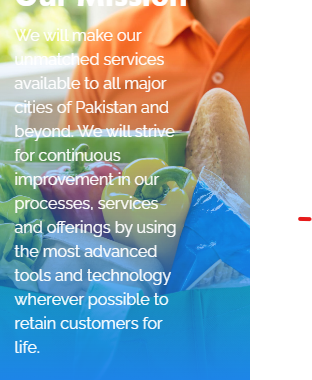 Our Mission
We will make our
unmatched services
available to all major
cities of Pakistan and
beyond. We will strive
for continuous
improvement in our
processes, services
and offerings by using
the most advanced
tools and technology
wherever possible to
retain customers for
life.